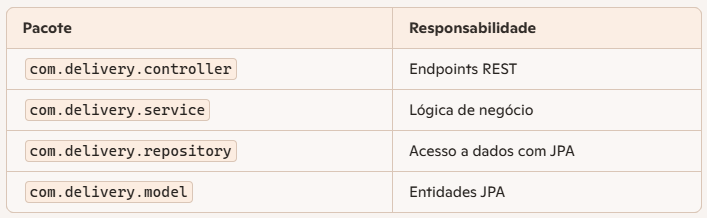 Pacote Responsabilidade
com.delivery.controller Endpoints REST
com.delivery.service Lógica de negócio
com.delivery.repository Acesso a dados com JPA
com.delivery.model Entidades JPA